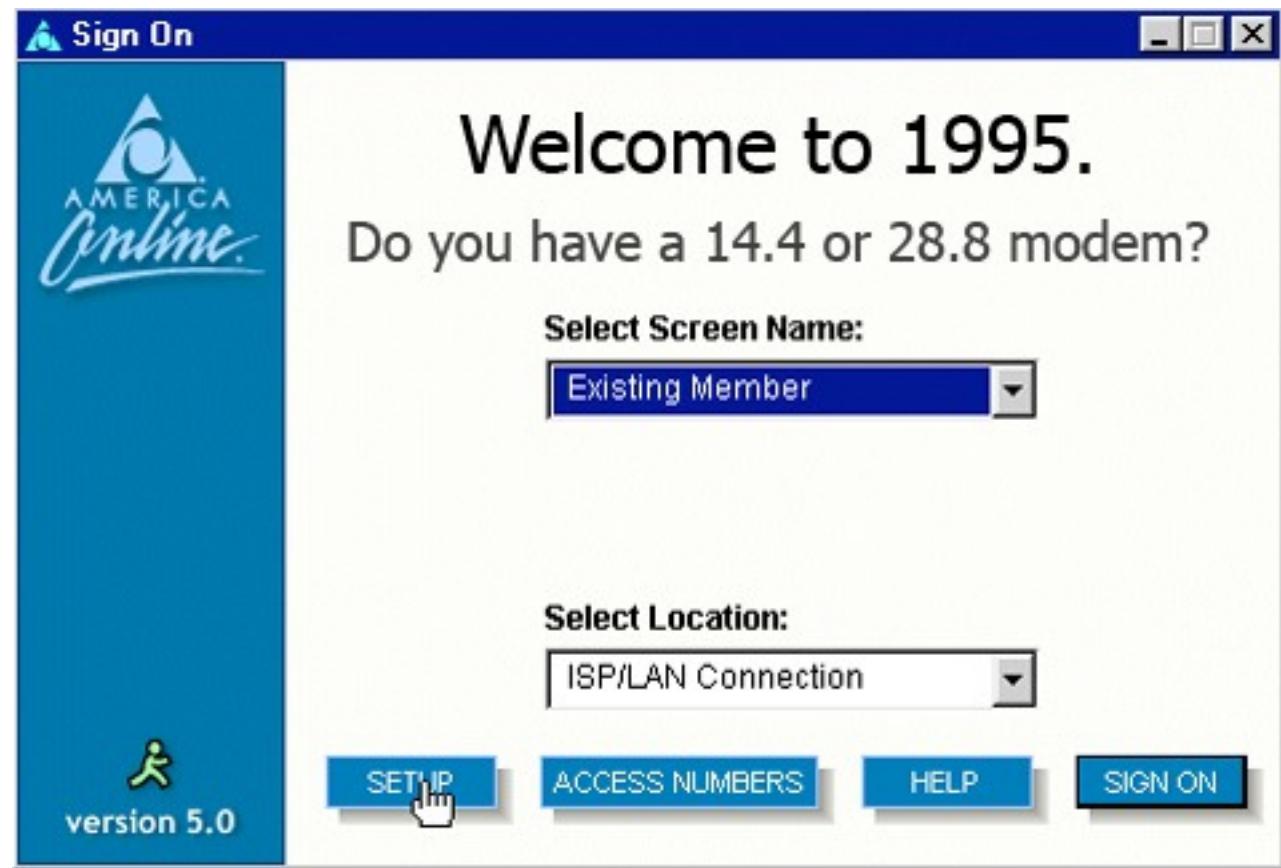 Sign On
AMERICA
Online.
Welcome to 1995.
Do you have a 14.4 or 28.8 modem?
Select Screen Name:
Existing Member
Select Location:
ISP/LAN Connection
SETUP
ACCESS NUMBERS
HELP
SIGN ON
version 5.0